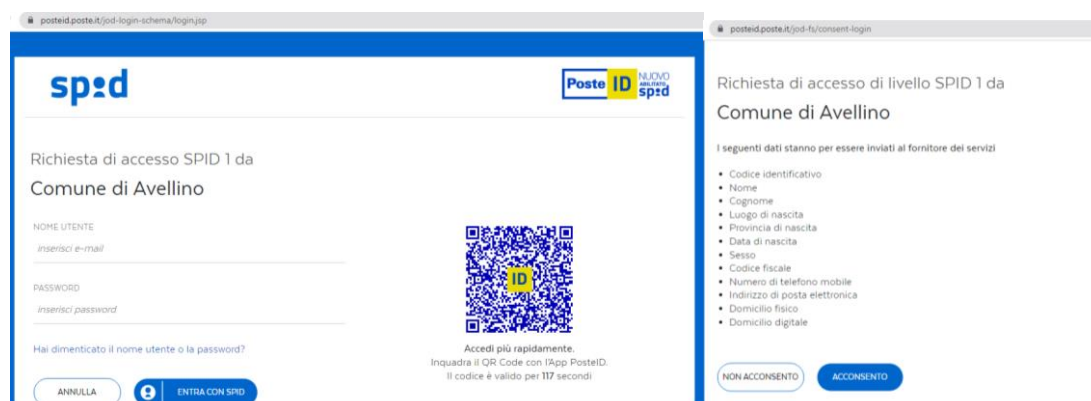 posteid.poste.it/jod-login-schema/login.jsp
sp:d
Poste ID NUOVO
ABILITATO
sp:d
Richiesta di accesso SPID 1 da
Comune di Avellino
NOME UTENTE
inserisci e-mail
PASSWORD
inserisci password
Hai dimenticato il nome utente o la password?
ANNULLA
ENTRA CON SPID
ID
Accedi più rapidamente.
Inquadra il QR Code con l'App PosteID.
Il codice è valido per 117 secondi
posteid.poste.it/jod-fs/consent-login
Richiesta di accesso di livello SPID 1 da
Comune di Avellino
I seguenti dati stanno per essere inviati al fornitore dei servizi
• Codice identificativo
• Nome
• Cognome
• Luogo di nascita
• Provincia di nascita
• Data di nascita
• Sesso
• Codice fiscale
• Numero di telefono mobile
• Indirizzo di posta elettronica
• Domicilio fisico
• Domicilio digitale
NON ACCONSENTO
ACCONSENTO